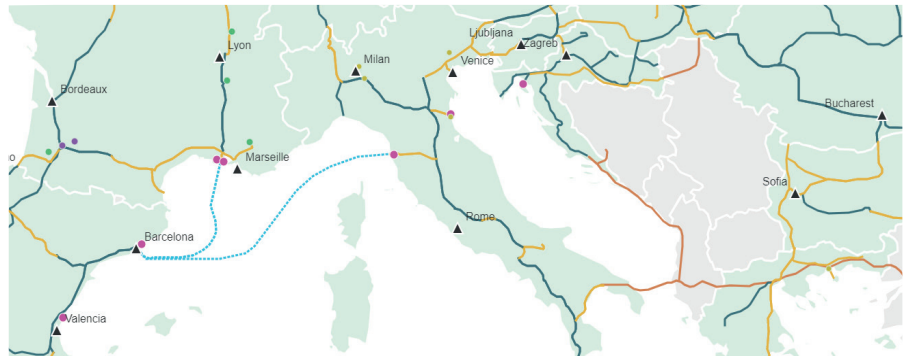 Ljubljana
Lyon
Zagreb
Milan
Venice
Bordeaux
Bucharest
o
Marseille
Sofia
Rome
Barcelona
Valencia